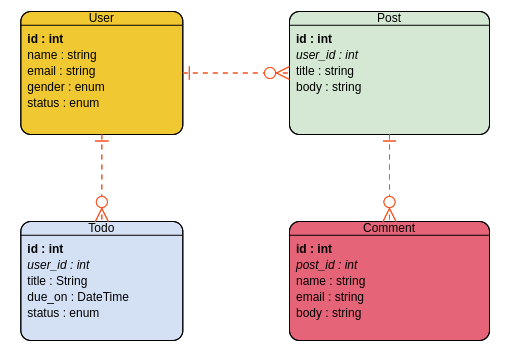 User
id : int
name : string
email : string
gender : enum
status : enum
Post
id : int
user_id : int
title : string
body : string
Todo
id : int
user_id : int
title : String
due_on : DateTime
status : enum
Comment
id : int
post_id : int
name : string
email : string
body : string